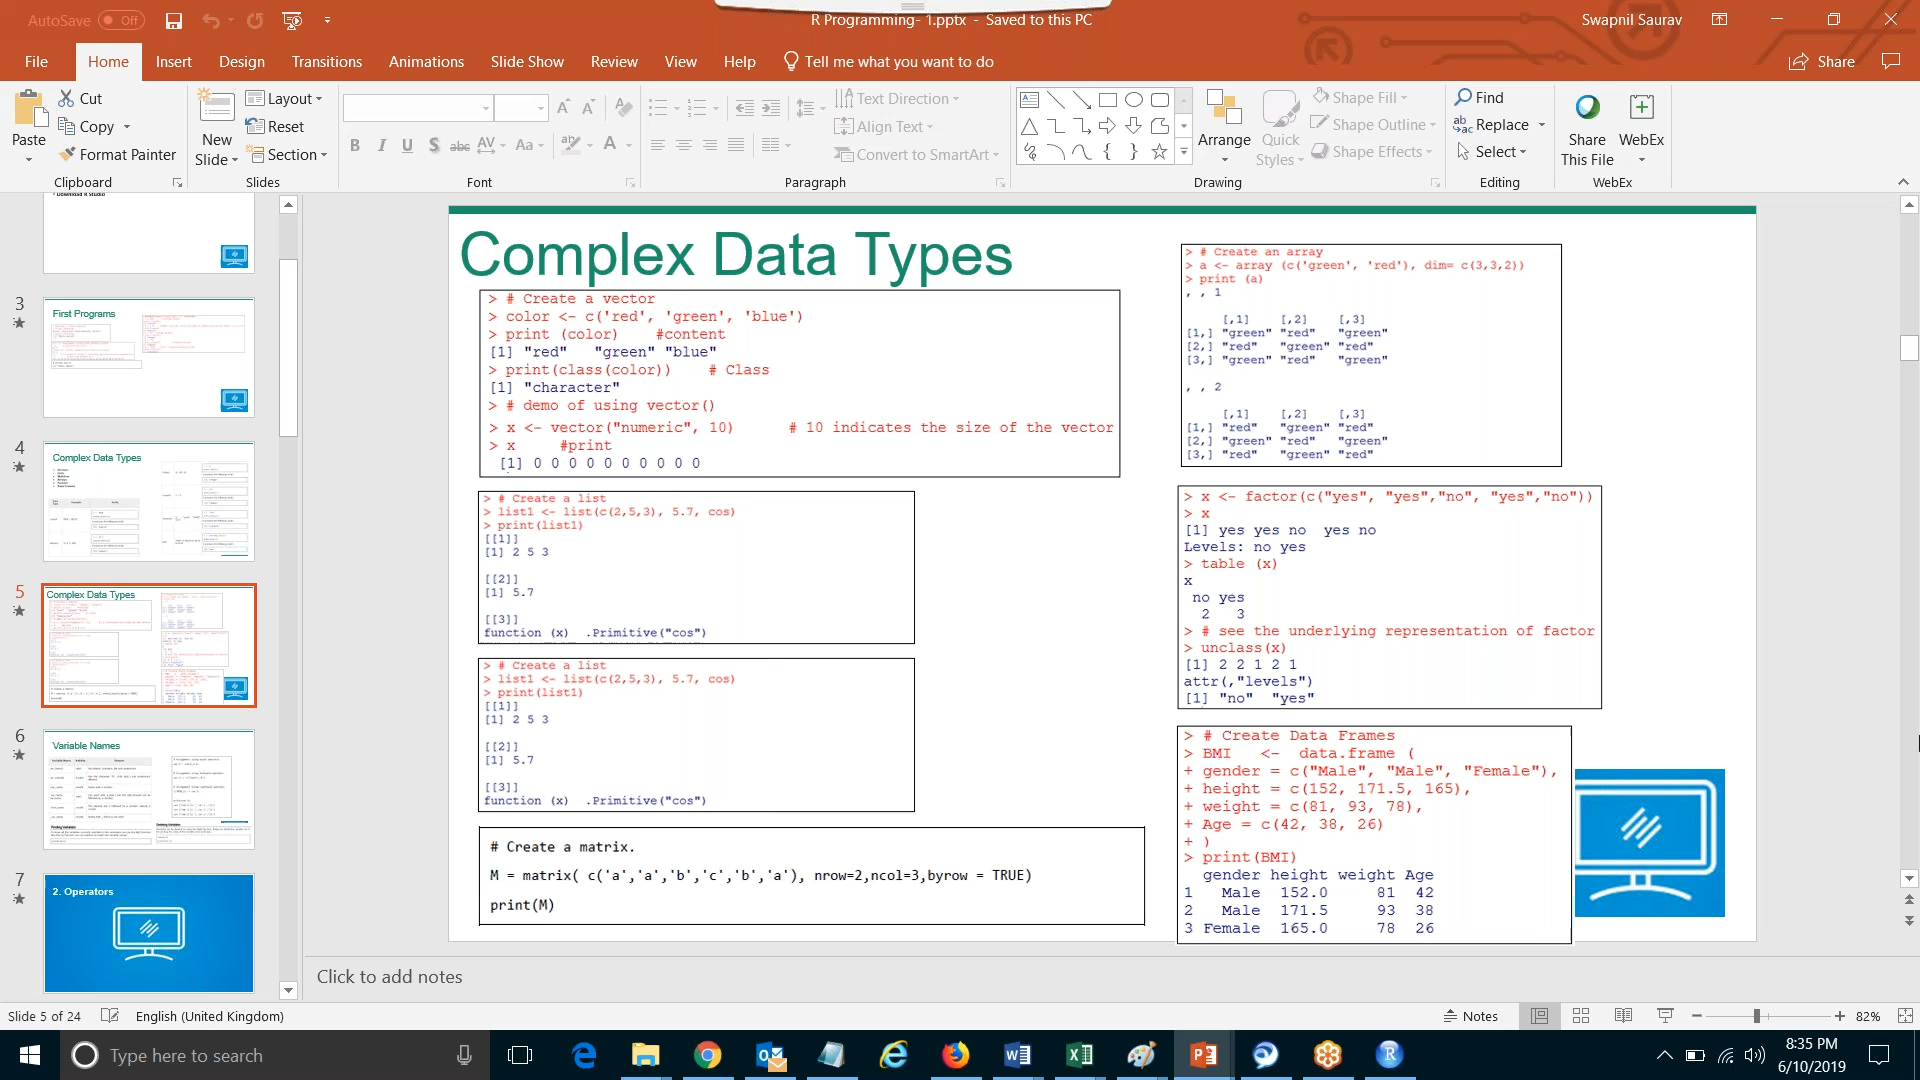 AutoSave Off
R Programming- 1.pptx - Saved to this PC
Swapnil Saurav
File Home Insert Design Transitions Animations Slide Show Review View Help Tell me what you want to do
Share
Paste
Cut
Copy
Format Painter
Clipboard
New Slide
Layout
Reset
Section
Slides
Font
Text Direction
Align Text
Convert to SmartArt
Paragraph
Arrange
Quick Styles
Shape Fill
Shape Outline
Shape Effects
Drawing
Find
Replace
Select
Editing
Share This File
WebEx
WebEx
3
First Programs
4
Complex Data Types
5
Complex Data Types
6
Variable Names
7
2. Operators
Complex Data Types
> # Create a vector
> color <- c('red', 'green', 'blue')
> print (color) #content
[1] "red" "green" "blue"
> print(class(color)) # Class
[1] "character"
> # demo of using vector()
> x <- vector("numeric", 10) # 10 indicates the size of the vector
> x #print
[1] 0 0 0 0 0 0 0 0 0 0
> # Create a list
> list1 <- list(c(2,5,3), 5.7, cos)
> print(list1)
[[1]]
[1] 2 5 3
[[2]]
[1] 5.7
[[3]]
function (x) .Primitive("cos")
> # Create a list
> list1 <- list(c(2,5,3), 5.7, cos)
> print(list1)
[[1]]
[1] 2 5 3
[[2]]
[1] 5.7
[[3]]
function (x) .Primitive("cos")
# Create a matrix.
M = matrix( c('a','a','b','c','b','a'), nrow=2,ncol=3,byrow = TRUE)
print(M)
> # Create an array
> a <- array (c('green', 'red'), dim= c(3,3,2))
> print (a)
, , 1
[,1] [,2] [,3]
[1,] "green" "red" "green"
[2,] "red" "green" "red"
[3,] "green" "red" "green"
, , 2
[,1] [,2] [,3]
[1,] "red" "green" "red"
[2,] "green" "red" "green"
[3,] "red" "green" "red"
> x <- factor(c("yes", "yes","no", "yes","no"))
> x
[1] yes yes no yes no
Levels: no yes
> table (x)
x
no yes
2 3
> # see the underlying representation of factor
> unclass(x)
[1] 2 2 1 2 1
attr(,"levels")
[1] "no" "yes"
> # Create Data Frames
> BMI <- data.frame (
+ gender = c("Male", "Male", "Female"),
+ height = c(152, 171.5, 165),
+ weight = c(81, 93, 78),
+ Age = c(42, 38, 26)
+ )
> print(BMI)
gender height weight Age
1 Male 152.0 81 42
2 Male 171.5 93 38
3 Female 165.0 78 26
Click to add notes
Slide 5 of 24
English (United Kingdom)
Notes
82%
Type here to search
8:35 PM
6/10/2019